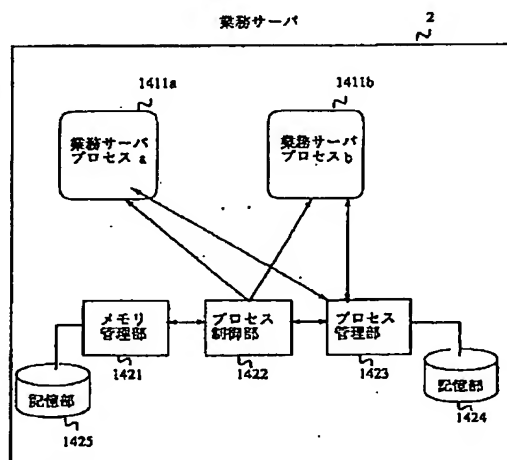 業務サーバ
2
1411a
1411b
業務サーバ
プロセス a
業務サーバ
プロセス b
メモリ
管理部
プロセス
制御部
プロセス
管理部
1421
1422
1423
記憶部
1425
記憶部
1424